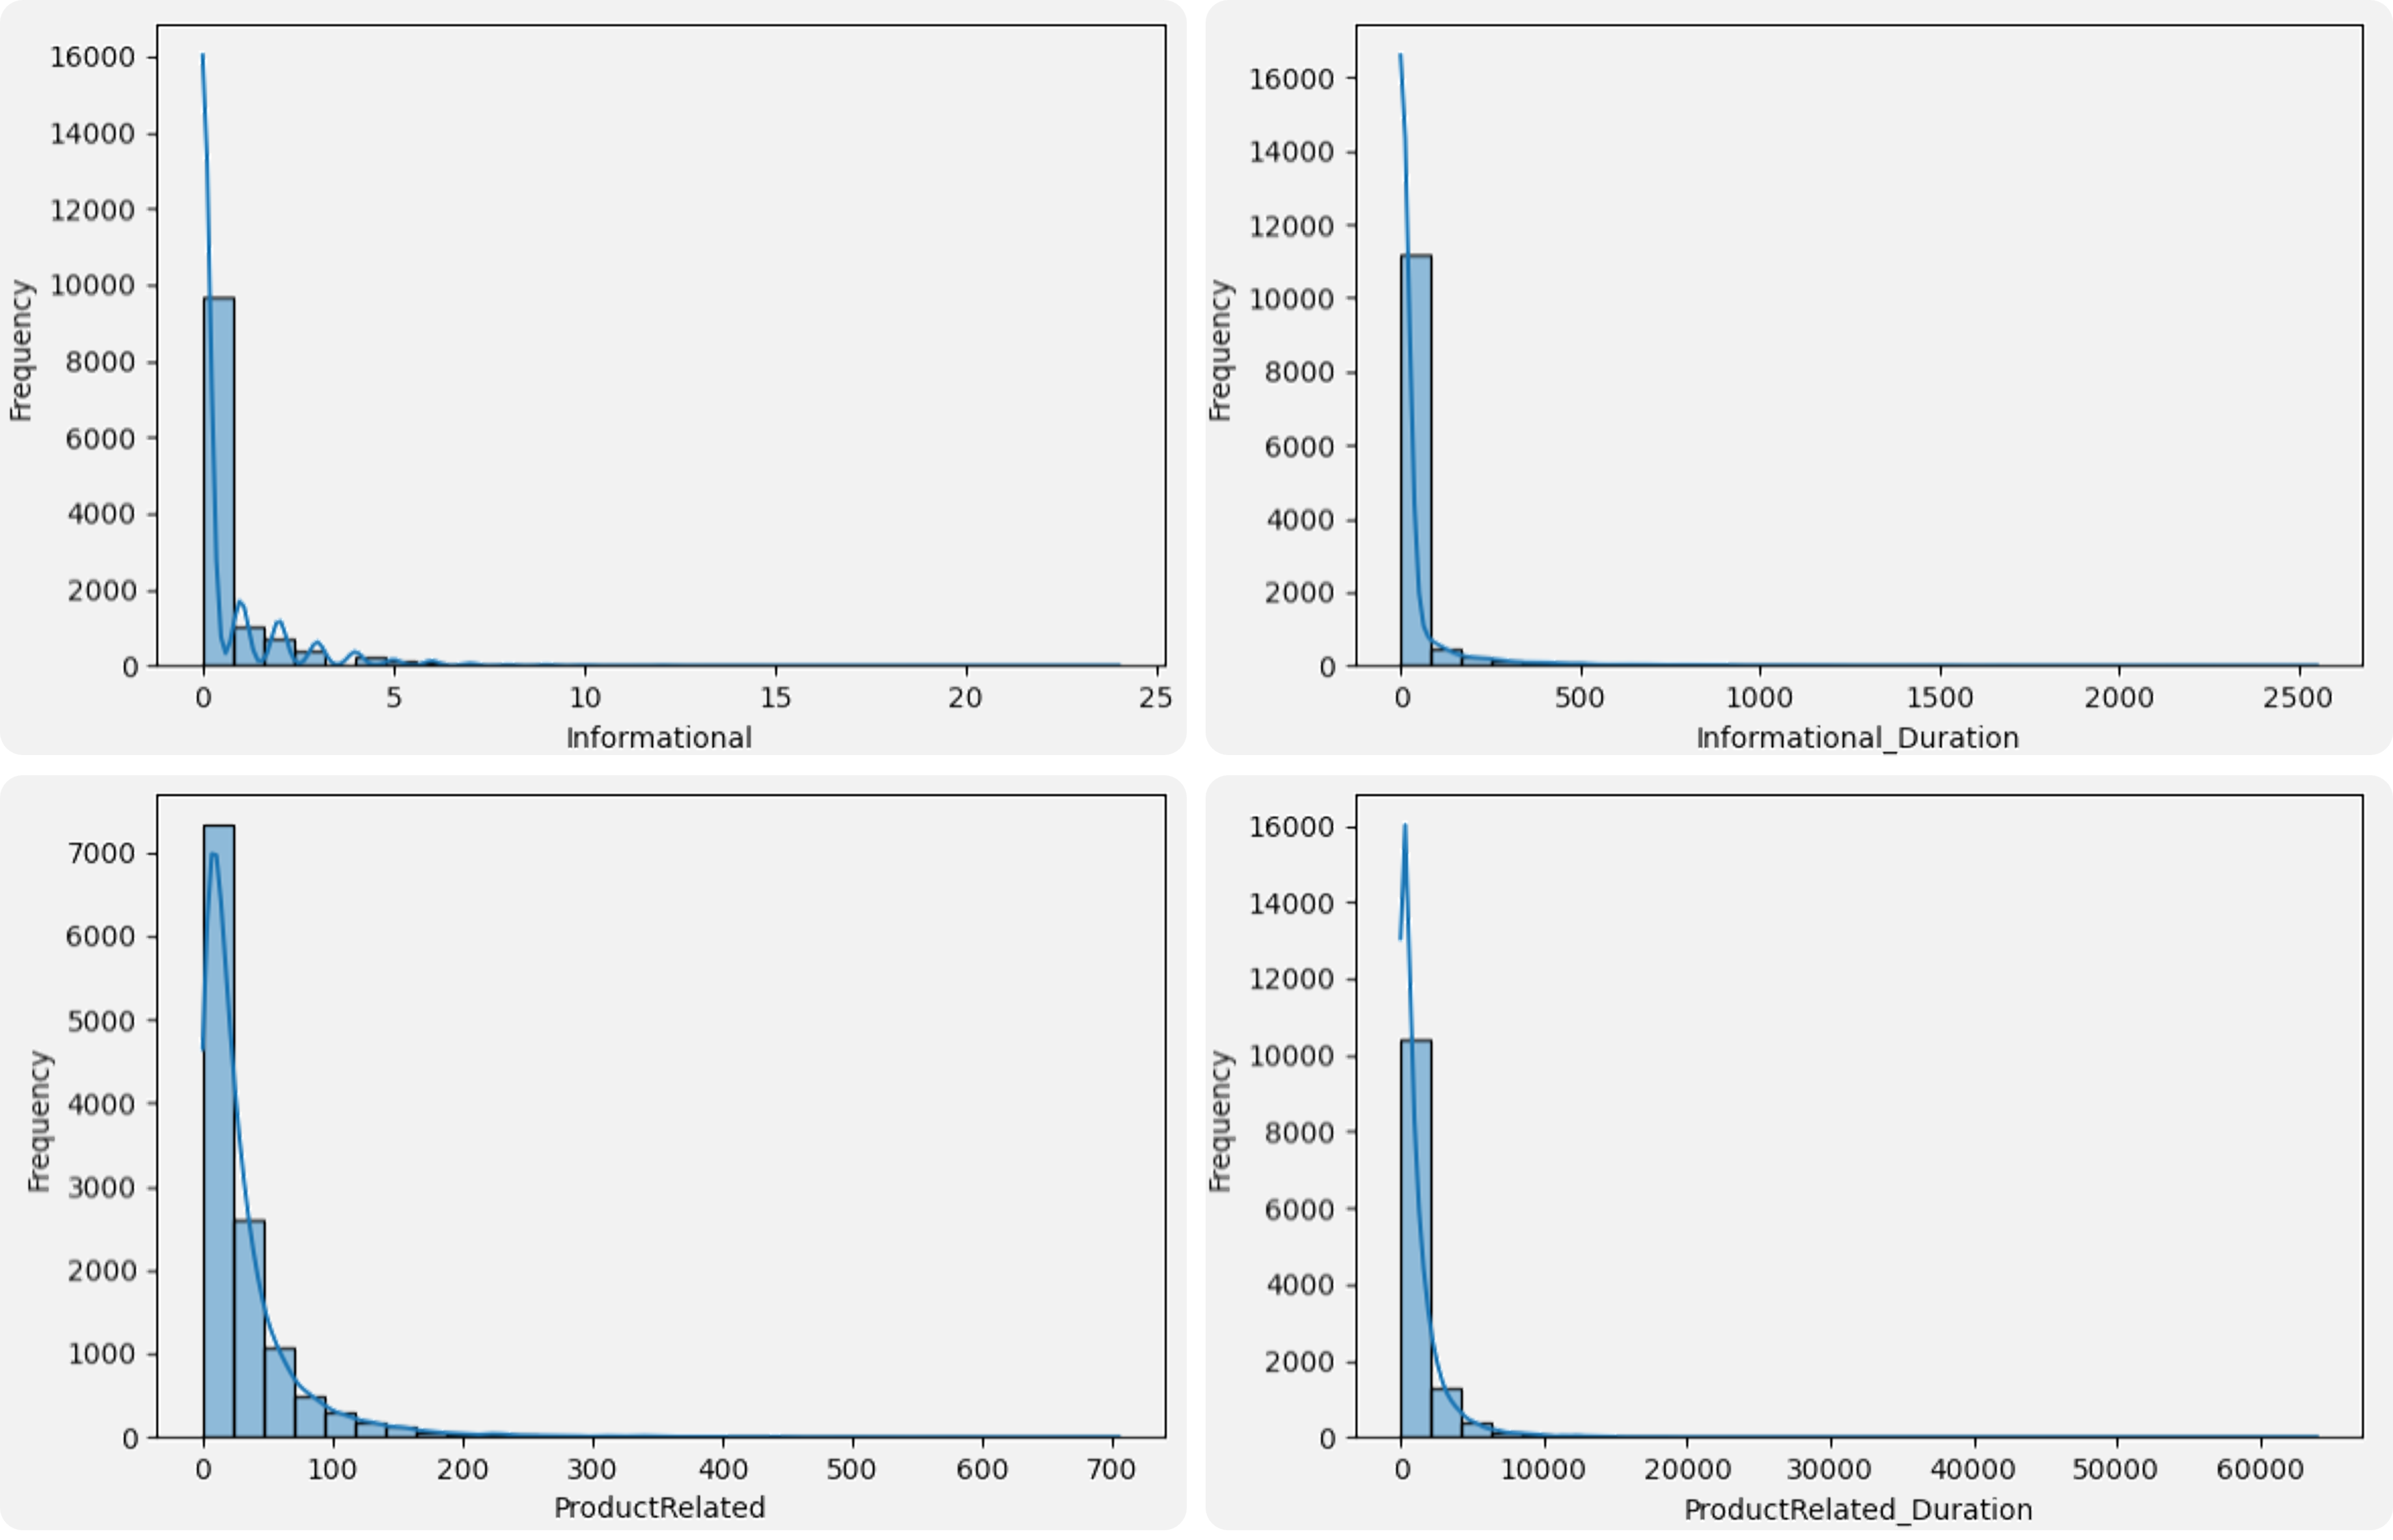 16000
14000
12000
10000
8000
6000
4000
2000
0
Frequency
0 5 10 15 20 25
Informational
16000
14000
12000
10000
8000
6000
4000
2000
0
Frequency
0 500 1000 1500 2000 2500
Informational_Duration
7000
6000
5000
4000
3000
2000
1000
0
Frequency
0 100 200 300 400 500 600 700
ProductRelated
16000
14000
12000
10000
8000
6000
4000
2000
0
Frequency
0 10000 20000 30000 40000 50000 60000
ProductRelated_Duration